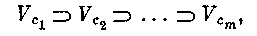 V_{c_1} ⊃ V_{c_2} ⊃ ... ⊃ V_{c_m},